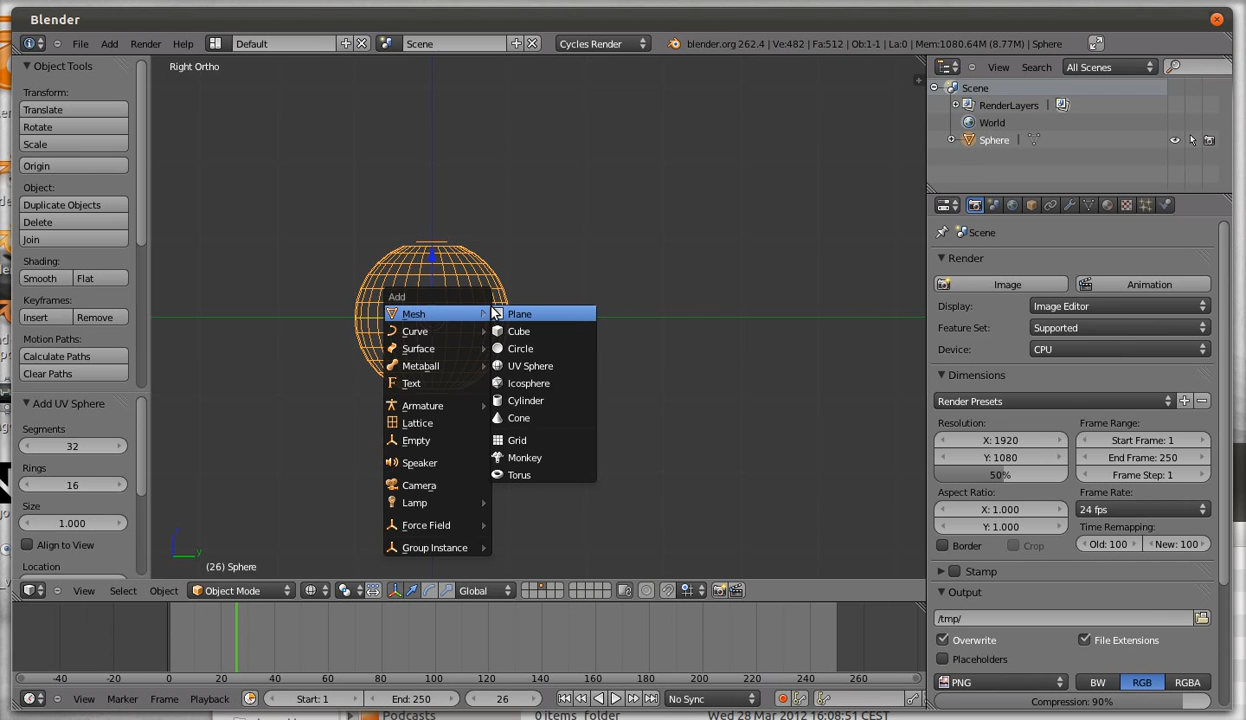 Blender
File Add Render Help Default Scene Cycles Render blender.org 262.4 | Ve:482 | Fa:512 | Ob:1-1 | La:0 | Mem:1080.64M (8.77M) | Sphere
Object Tools
Transform:
Translate
Rotate
Scale
Origin
Object:
Duplicate Objects
Delete
Join
Smooth Flat
Keyframes:
Insert Remove
Motion Paths:
Calculate Paths
Clear Paths
Add UV Sphere
Segments
32
Rings
16
Size
1.000
Align to View
Location
Right Ortho
Add
Mesh
Curve
Surface
Metaball
Text
Armature
Lattice
Empty
Speaker
Camera
Lamp
Force Field
Group Instance
Plane
Cube
Circle
UV Sphere
Icosphere
Cylinder
Cone
Grid
Monkey
Torus
z
y
(26) Sphere
View Select Object Object Mode Global
-40 -20 0 20 40 60 80 100 120 140 160 180 200 220 240 260
View Marker Frame Playback Start: 1 End: 250 26 No Sync
View Search All Scenes
Scene
RenderLayers
World
Sphere
Scene
Render
Image Animation
Display: Image Editor
Feature Set: Supported
Device: CPU
Dimensions
Render Presets
Resolution: Frame Range:
X: 1920 Start Frame: 1
Y: 1080 End Frame: 250
50% Frame Step: 1
Aspect Ratio: Frame Rate:
X: 1.000 24 fps
Y: 1.000 Time Remapping:
Border Crop Old: 100 New: 100
Stamp
Output
/tmp/
Overwrite File Extensions
Placeholders
PNG BW RGB RGBA
Compression: 90%
Podcasts 0 items folder Wed 28 Mar 2012 16:08:51 CEST